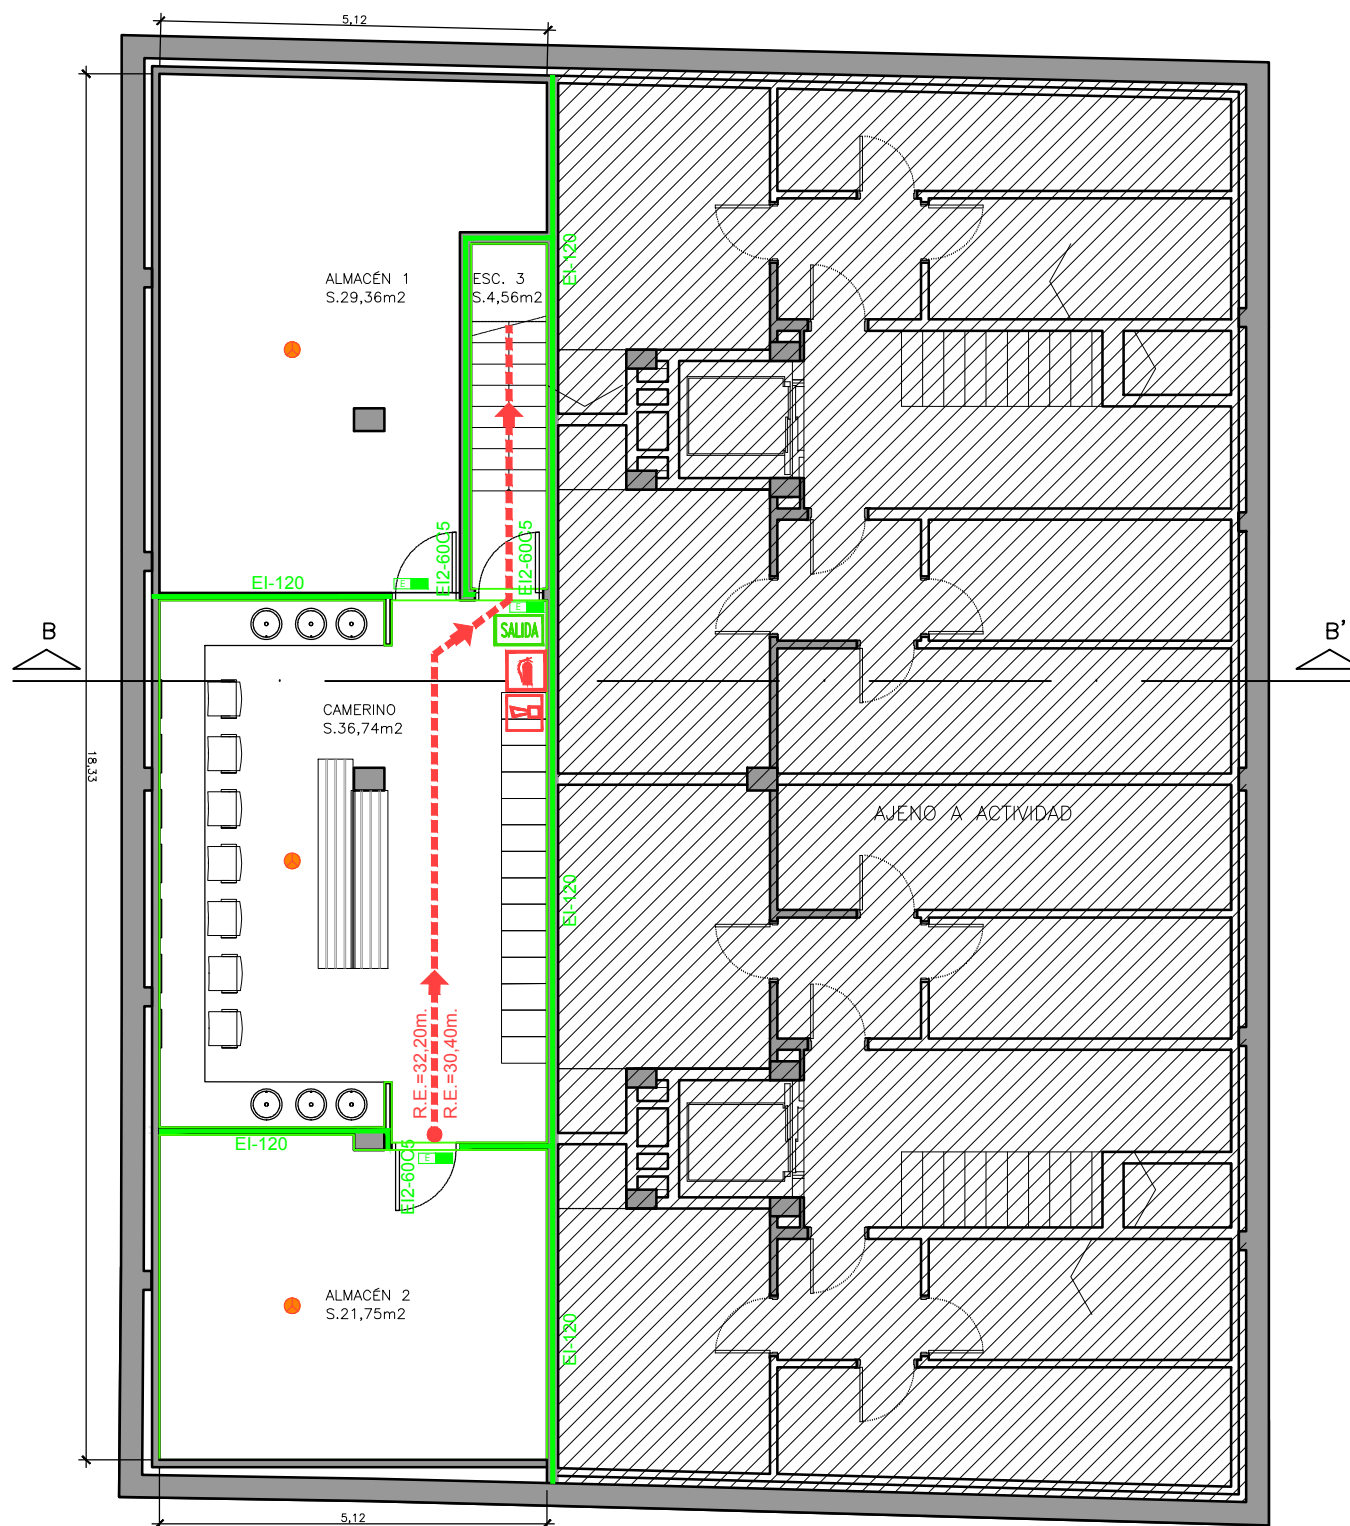 5,12
EI-120
ALMACÉN 1
S.29,36m2
ESC. 3
S.4,56m2
EI2-60C5
EI2-60C5
EI-120
SALIDA
B
B'
CAMERINO
S.36,74m2
18,33
AJENO A ACTIVIDAD
EI-120
R.E.=32,20m.
R.E.=30,40m.
EI-120
EI2-60C5
ALMACÉN 2
S.21,75m2
EI-120
5,12